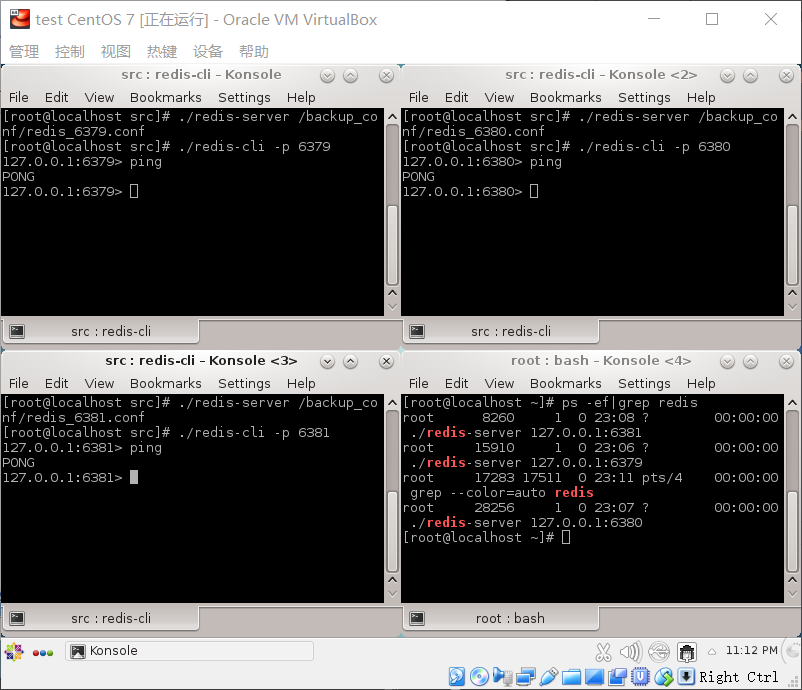 test CentOS 7 [正在运行] - Oracle VM VirtualBox
管理 控制 视图 热键 设备 帮助
src : redis-cli – Konsole
File Edit View Bookmarks Settings Help
[root@localhost src]# ./redis-server /backup_co
nf/redis_6379.conf
[root@localhost src]# ./redis-cli -p 6379
127.0.0.1:6379> ping
PONG
127.0.0.1:6379>
src : redis-cli
src : redis-cli – Konsole <2>
File Edit View Bookmarks Settings Help
[root@localhost src]# ./redis-server /backup_co
nf/redis_6380.conf
[root@localhost src]# ./redis-cli -p 6380
127.0.0.1:6380> ping
PONG
127.0.0.1:6380>
src : redis-cli
src : redis-cli – Konsole <3>
File Edit View Bookmarks Settings Help
[root@localhost src]# ./redis-server /backup_co
nf/redis_6381.conf
[root@localhost src]# ./redis-cli -p 6381
127.0.0.1:6381> ping
PONG
127.0.0.1:6381>
src : redis-cli
root : bash – Konsole <4>
File Edit View Bookmarks Settings Help
[root@localhost ~]# ps -ef|grep redis
root 8260 1 0 23:08 ? 00:00:00
./redis-server 127.0.0.1:6381
root 15910 1 0 23:06 ? 00:00:00
./redis-server 127.0.0.1:6379
root 17283 17511 0 23:11 pts/4 00:00:00
grep --color=auto redis
root 28256 1 0 23:07 ? 00:00:00
./redis-server 127.0.0.1:6380
[root@localhost ~]#
root : bash
Konsole
11:12 PM
Right Ctrl